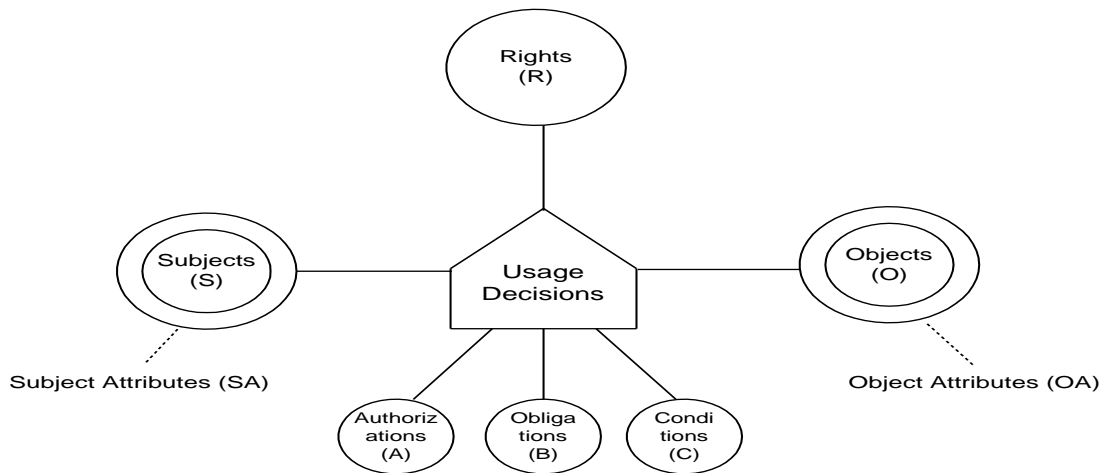 Rights
(R)
Subjects
(S)
Usage
Decisions
Objects
(O)
Subject Attributes (SA)
Object Attributes (OA)
Authoriz
ations
(A)
Obliga
tions
(B)
Condi
tions
(C)